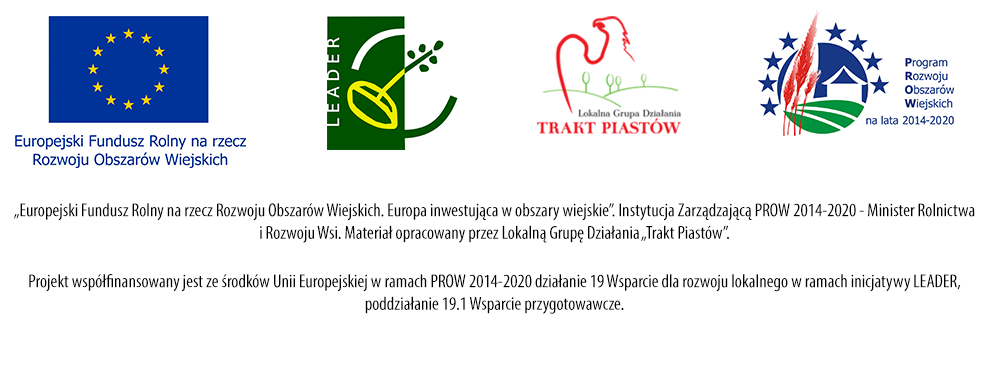 Europejski Fundusz Rolny na rzecz
Rozwoju Obszarów Wiejskich
LEADER
Lokalna Grupa Działania
TRAKT PIASTÓW
Program
Rozwoju
Obszarów
Wiejskich
na lata 2014-2020
„Europejski Fundusz Rolny na rzecz Rozwoju Obszarów Wiejskich. Europa inwestująca w obszary wiejskie”. Instytucja Zarządzającą PROW 2014-2020 - Minister Rolnictwa
i Rozwoju Wsi. Materiał opracowany przez Lokalną Grupę Działania „Trakt Piastów”.
Projekt współfinansowany jest ze środków Unii Europejskiej w ramach PROW 2014-2020 działanie 19 Wsparcie dla rozwoju lokalnego w ramach inicjatywy LEADER,
poddziałanie 19.1 Wsparcie przygotowawcze.